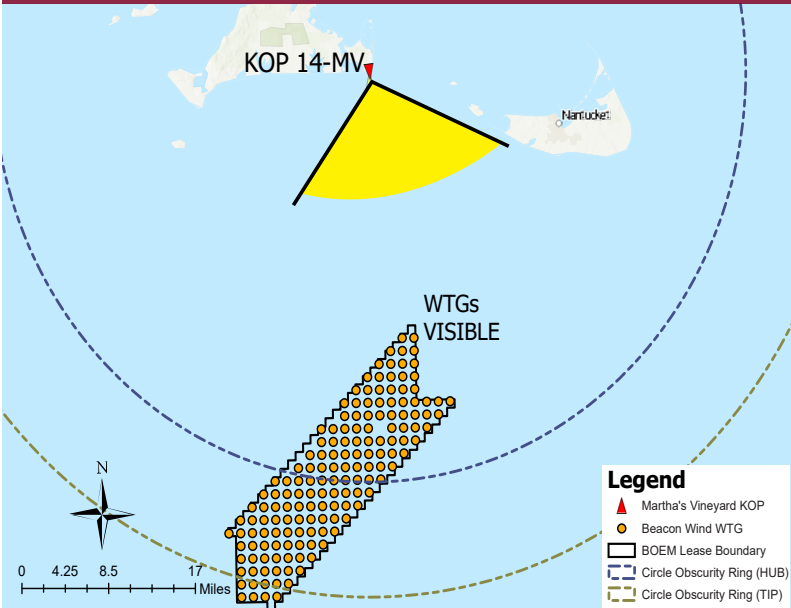 KOP 14-MV
Nantucket
WTGs
VISIBLE
N
0 4.25 8.5 17
Miles
Legend
Martha's Vineyard KOP
Beacon Wind WTG
BOEM Lease Boundary
Circle Obscurity Ring (HUB)
Circle Obscurity Ring (TIP)